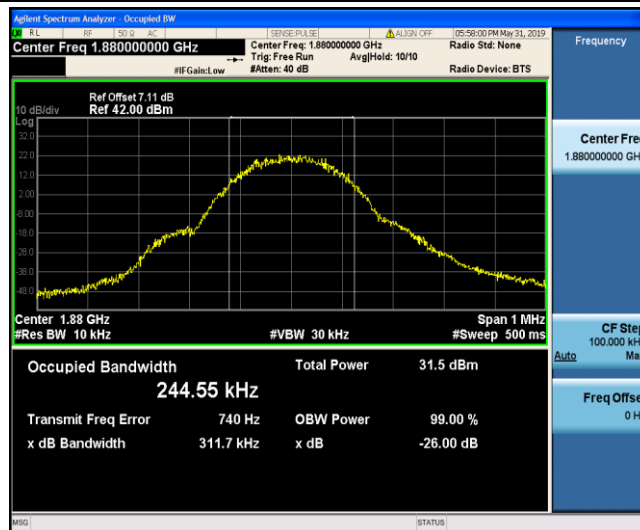 Agilent Spectrum Analyzer - Occupied BW
RL RF 50 Ω AC SENSE:PULSE ALIGN OFF 05:58:00 PM May 31, 2019
Center Freq 1.880000000 GHz Center Freq: 1.880000000 GHz Radio Std: None Frequency
Trig: Free Run Avg|Hold: 10/10
#IFGain:Low #Atten: 40 dB Radio Device: BTS
Ref Offset 7.11 dB
10 dB/div Ref 42.00 dBm
Log
32.0
22.0
12.0
2.00
-8.00
-18.0
-28.0
-38.0
-48.0
Center Fre
1.880000000 GH
Center 1.88 GHz Span 1 MHz
#Res BW 10 kHz #VBW 30 kHz #Sweep 500 ms
CF Ste
100.000 kH
Auto Ma
Occupied Bandwidth Total Power 31.5 dBm
244.55 kHz
Transmit Freq Error 740 Hz OBW Power 99.00 %
x dB Bandwidth 311.7 kHz x dB -26.00 dB
Freq Offse
0 H
MSG STATUS